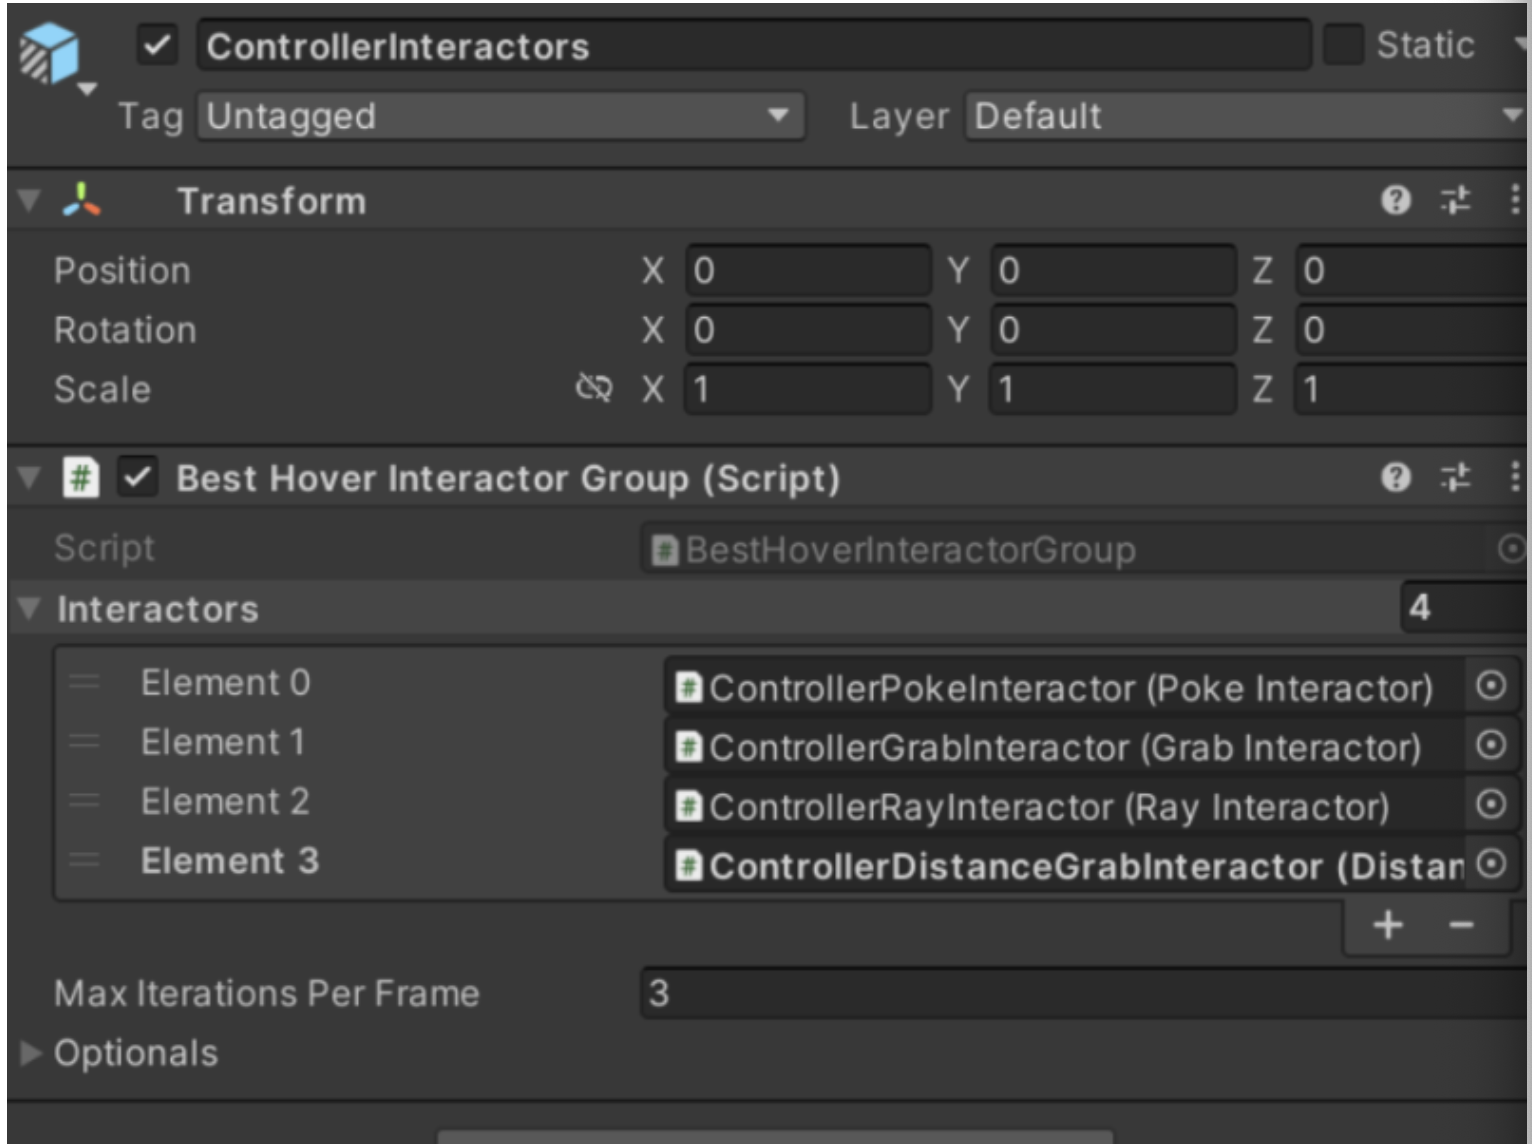 ControllerInteractors Static
Tag Untagged Layer Default
Transform
Position X 0 Y 0 Z 0
Rotation X 0 Y 0 Z 0
Scale X 1 Y 1 Z 1
# Best Hover Interactor Group (Script)
Script # BestHoverInteractorGroup
Interactors 4
Element 0 # ControllerPokeInteractor (Poke Interactor)
Element 1 # ControllerGrabInteractor (Grab Interactor)
Element 2 # ControllerRayInteractor (Ray Interactor)
Element 3 # ControllerDistanceGrabInteractor (Distan
+ −
Max Iterations Per Frame 3
Optionals